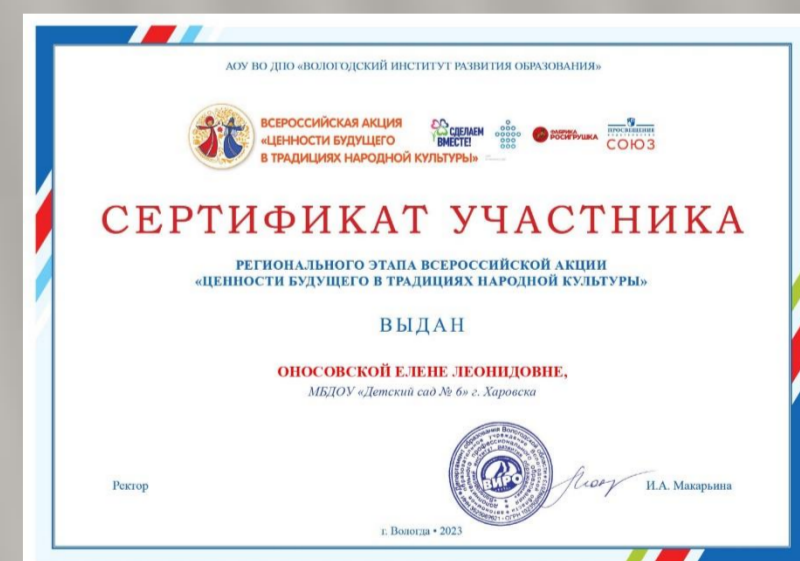 АОУ ВО ДПО «ВОЛОГОДСКИЙ ИНСТИТУТ РАЗВИТИЯ ОБРАЗОВАНИЯ»
ВСЕРОССИЙСКАЯ АКЦИЯ
«ЦЕННОСТИ БУДУЩЕГО
В ТРАДИЦИЯХ НАРОДНОЙ КУЛЬТУРЫ»
СДЕЛАЕМ
ВМЕСТЕ!
ФАБРИКА
РОСИГРУШКА
ПРОСВЕЩЕНИЕ
СОЮЗ
СЕРТИФИКАТ УЧАСТНИКА
РЕГИОНАЛЬНОГО ЭТАПА ВСЕРОССИЙСКОЙ АКЦИИ
«ЦЕННОСТИ БУДУЩЕГО В ТРАДИЦИЯХ НАРОДНОЙ КУЛЬТУРЫ»
ВЫДАН
ОНОСОВСКОЙ ЕЛЕНЕ ЛЕОНИДОВНЕ,
МБДОУ «Детский сад № 6» г. Харовска
ВИРО
Ректор
И.А. Макарьина
г. Вологда • 2023